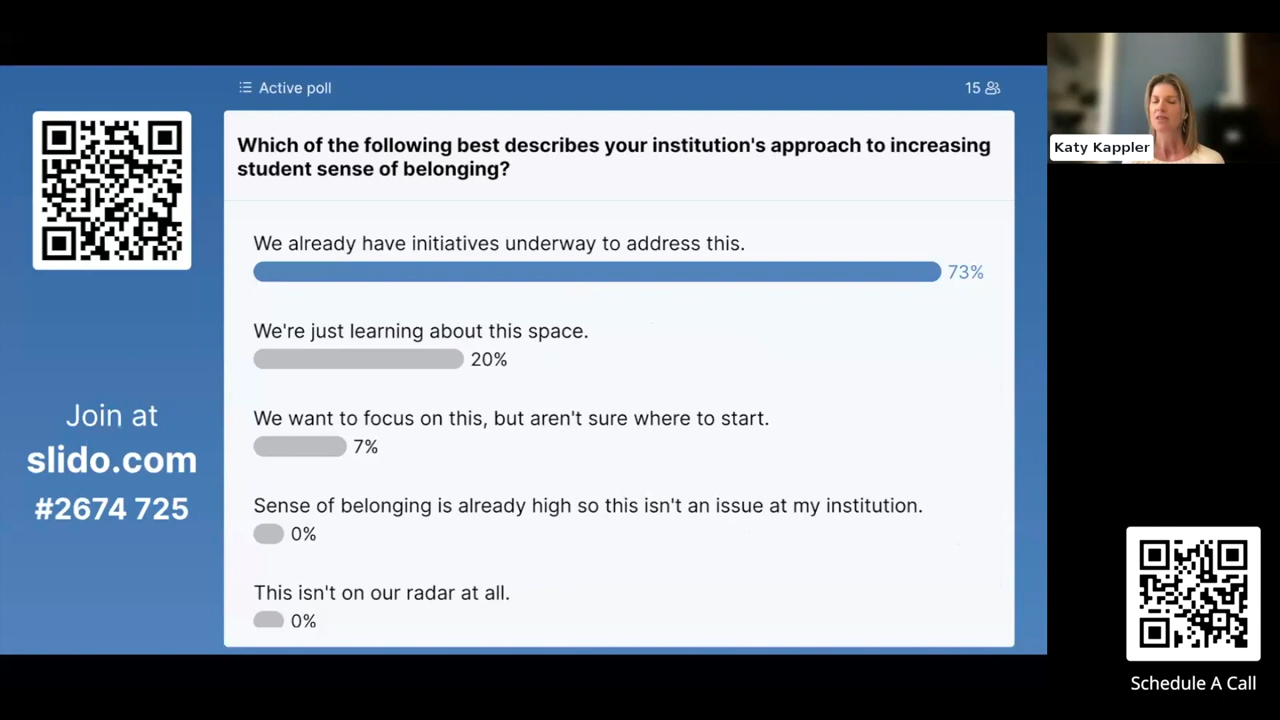 Active poll
15
Which of the following best describes your institution's approach to increasing
student sense of belonging?
We already have initiatives underway to address this.
73%
We're just learning about this space.
20%
We want to focus on this, but aren't sure where to start.
7%
Sense of belonging is already high so this isn't an issue at my institution.
0%
This isn't on our radar at all.
0%
Join at
slido.com
#2674 725
Katy Kappler
Schedule A Call